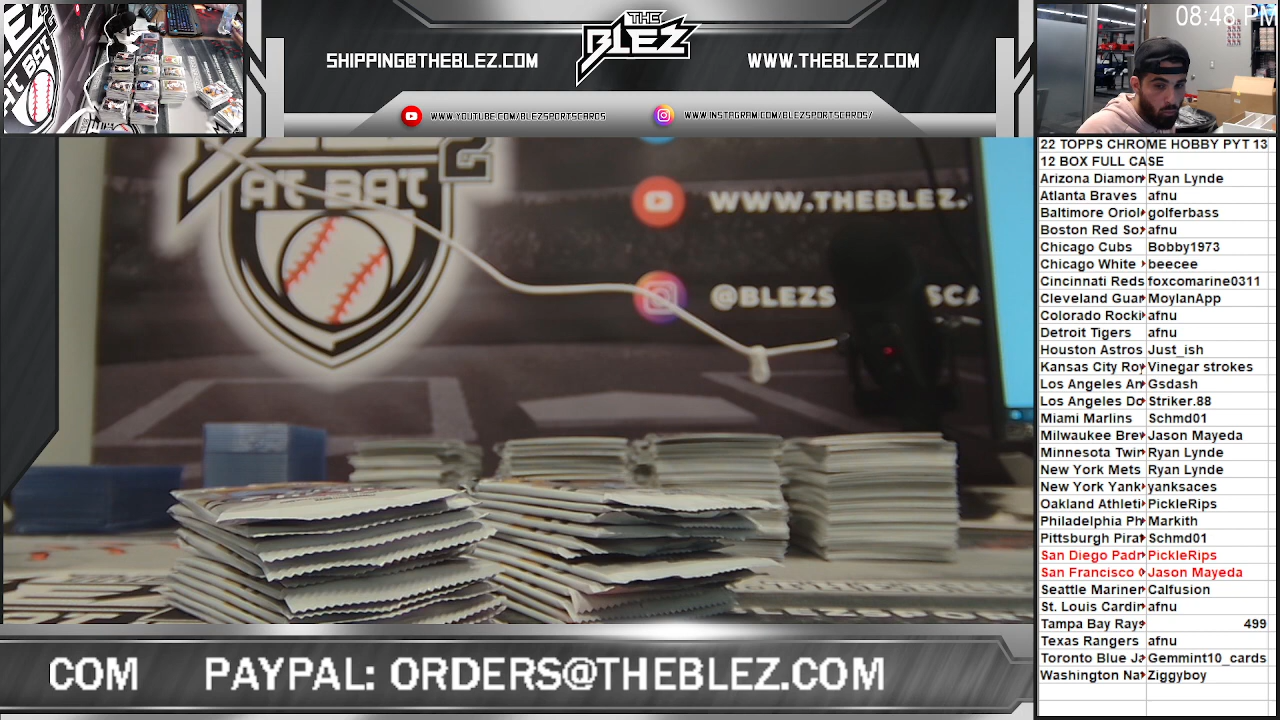 THE
BLEZ
SHIPPING@THEBLEZ.COM
WWW.THEBLEZ.COM
WWW.YOUTUBE.COM/BLEZSPORTSCARDS
WWW.INSTAGRAM.COM/BLEZSPORTSCARDS/
08:48 PM
2
AT BAT
WWW.THEBLEZ.
@BLEZS SCA
22 TOPPS CHROME HOBBY PYT 13
12 BOX FULL CASE
Arizona Diamon Ryan Lynde
Atlanta Braves afnu
Baltimore Oriol golferbass
Boston Red So afnu
Chicago Cubs Bobby1973
Chicago White beecee
Cincinnati Reds foxcomarine0311
Cleveland Guar MoylanApp
Colorado Rocki afnu
Detroit Tigers afnu
Houston Astros Just_ish
Kansas City Roy Vinegar strokes
Los Angeles An Gsdash
Los Angeles Do Striker.88
Miami Marlins Schmd01
Milwaukee Brew Jason Mayeda
Minnesota Twin Ryan Lynde
New York Mets Ryan Lynde
New York Yank yanksaces
Oakland Athleti PickleRips
Philadelphia Ph Markith
Pittsburgh Pirat Schmd01
San Diego Padr PickleRips
San Francisco G Jason Mayeda
Seattle Mariner Calfusion
St. Louis Cardin afnu
Tampa Bay Rays 499
Texas Rangers afnu
Toronto Blue Ja Gemmint10_cards
Washington Na Ziggyboy
COM PAYPAL: ORDERS@THEBLEZ.COM